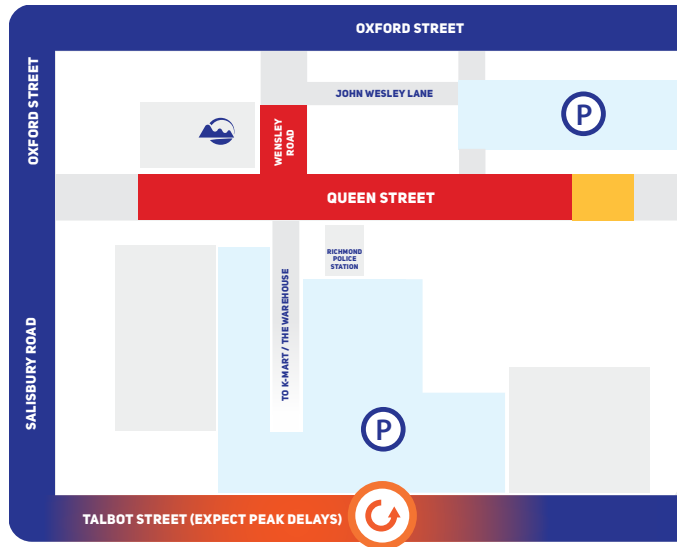 OXFORD STREET
OXFORD STREET
JOHN WESLEY LANE
P
WENSLEY
ROAD
QUEEN STREET
RICHMOND
POLICE
STATION
TO K-MART / THE WAREHOUSE
SALISBURY ROAD
P
TALBOT STREET (EXPECT PEAK DELAYS)